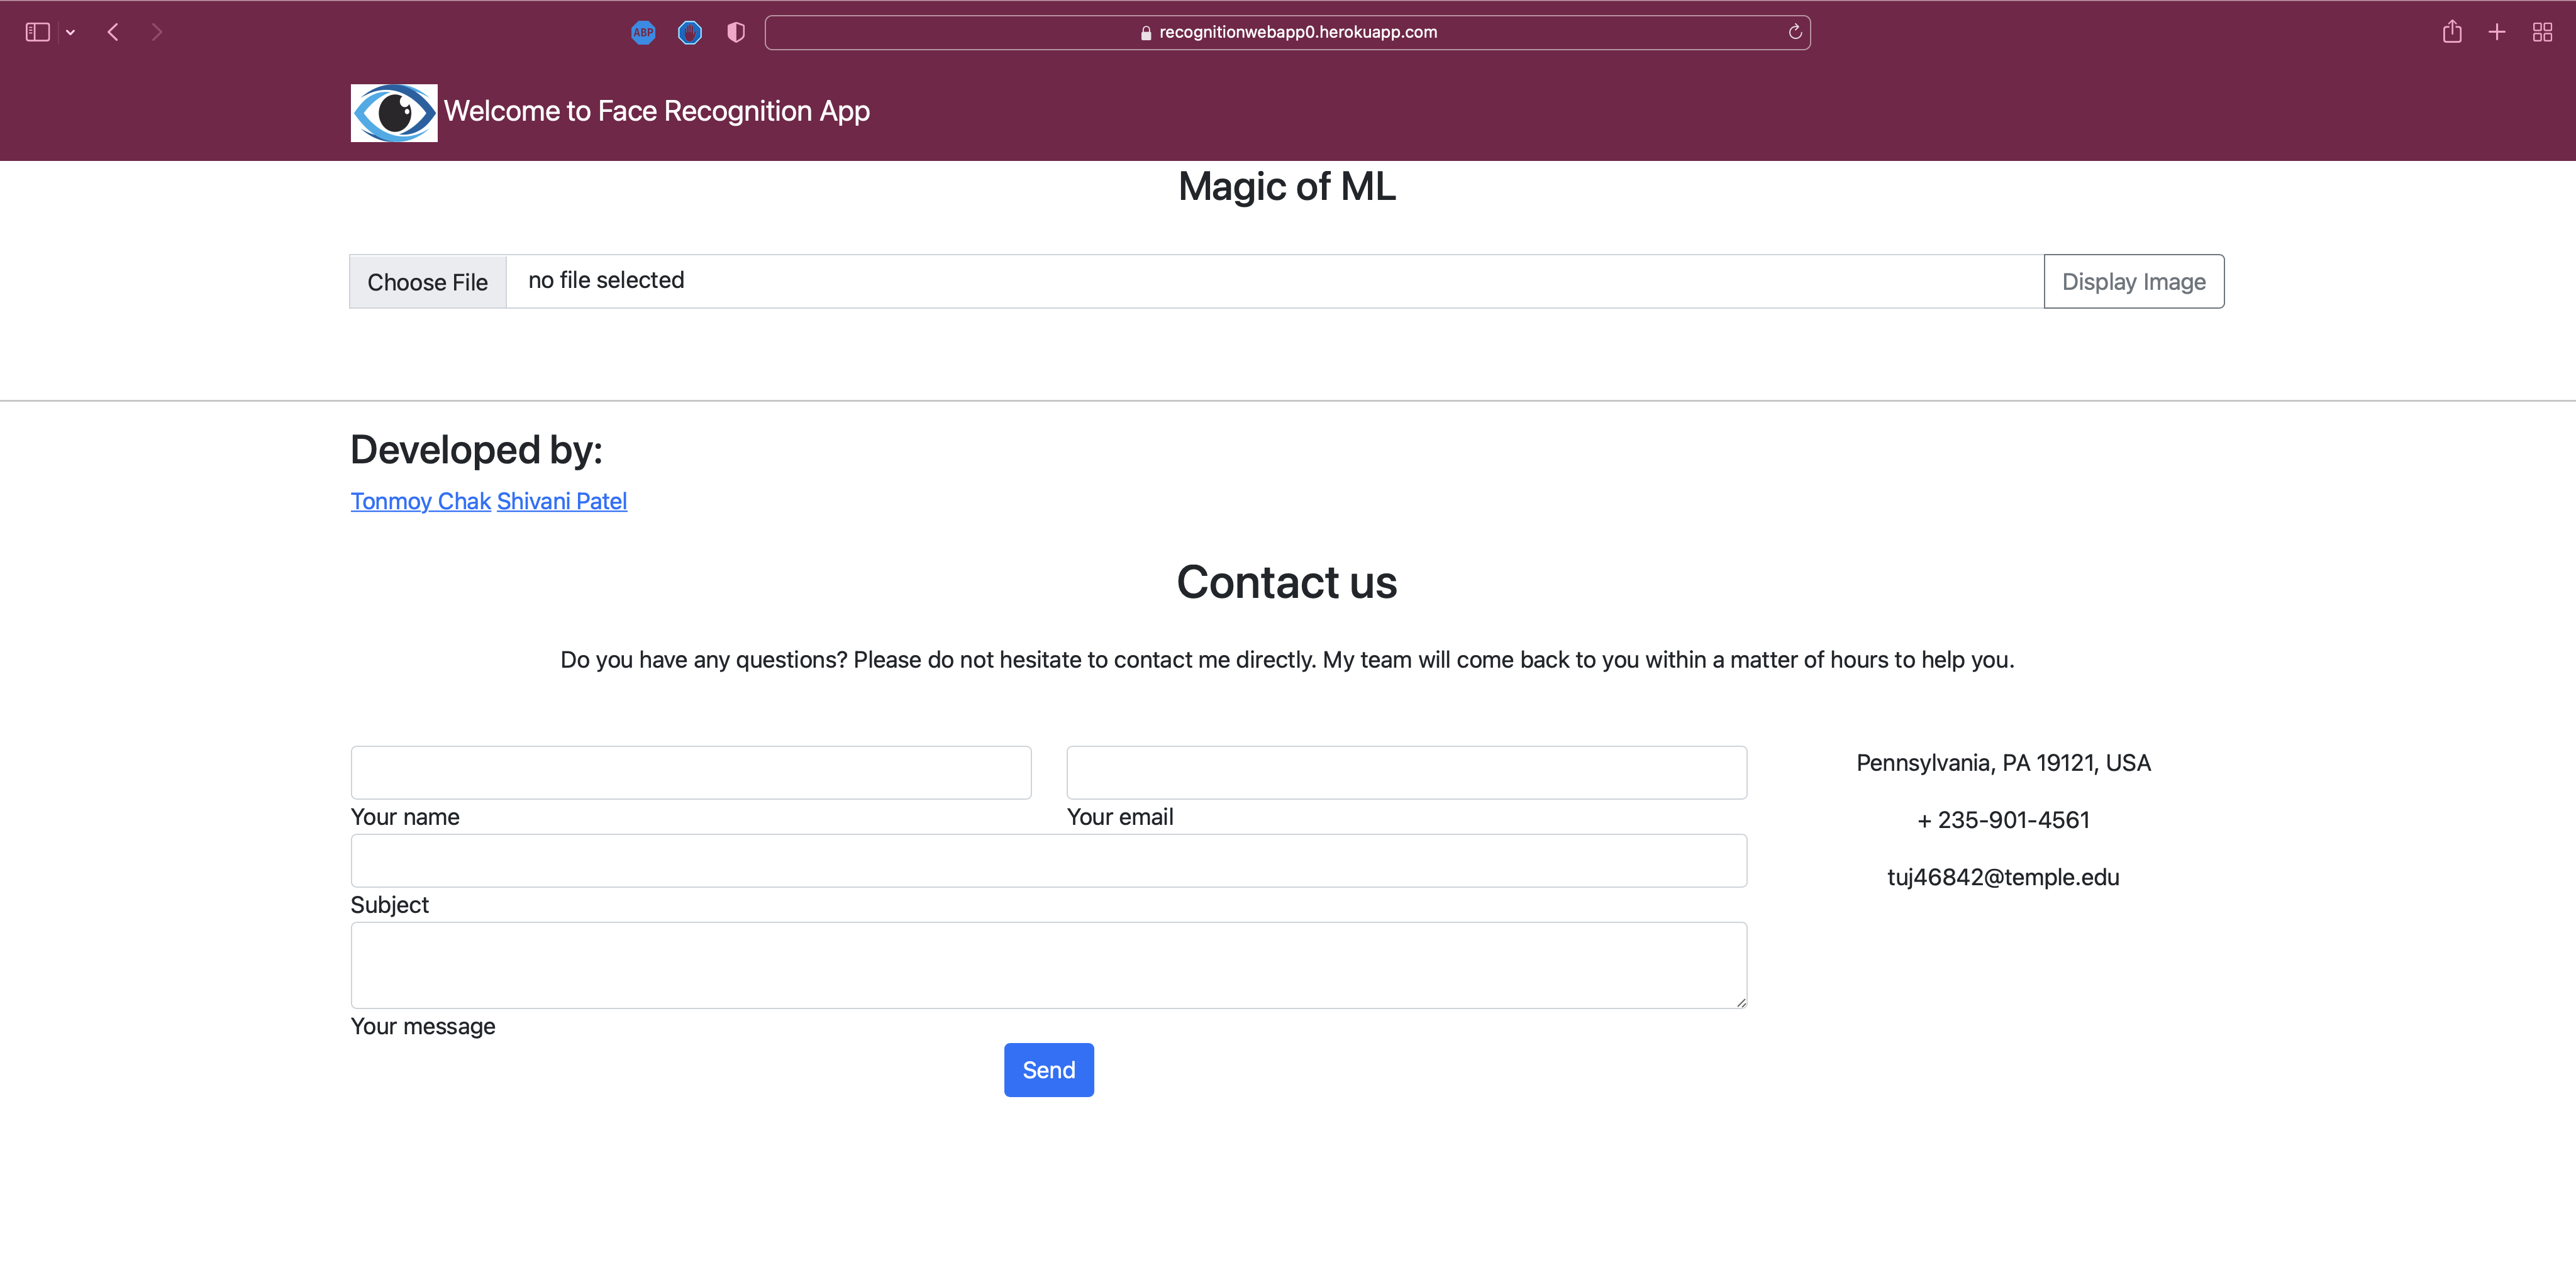 ABP
recognitionwebapp0.herokuapp.com
Welcome to Face Recognition App
Magic of ML
Choose File no file selected Display Image
Developed by:
Tonmoy Chak Shivani Patel
Contact us
Do you have any questions? Please do not hesitate to contact me directly. My team will come back to you within a matter of hours to help you.
Your name
Your email
Subject
Your message
Send
Pennsylvania, PA 19121, USA
+ 235-901-4561
tuj46842@temple.edu